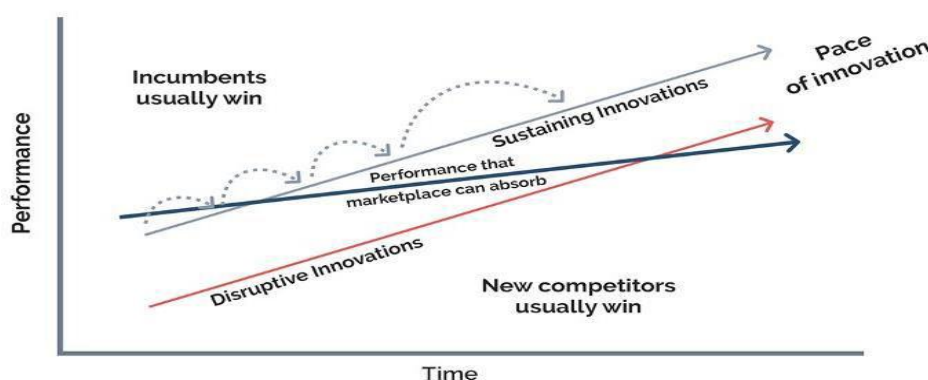 Pace
of innovation
Incumbents
usually win
Sustaining Innovations
Performance
Performance that
marketplace can absorb
Disruptive Innovations
New competitors
usually win
Time